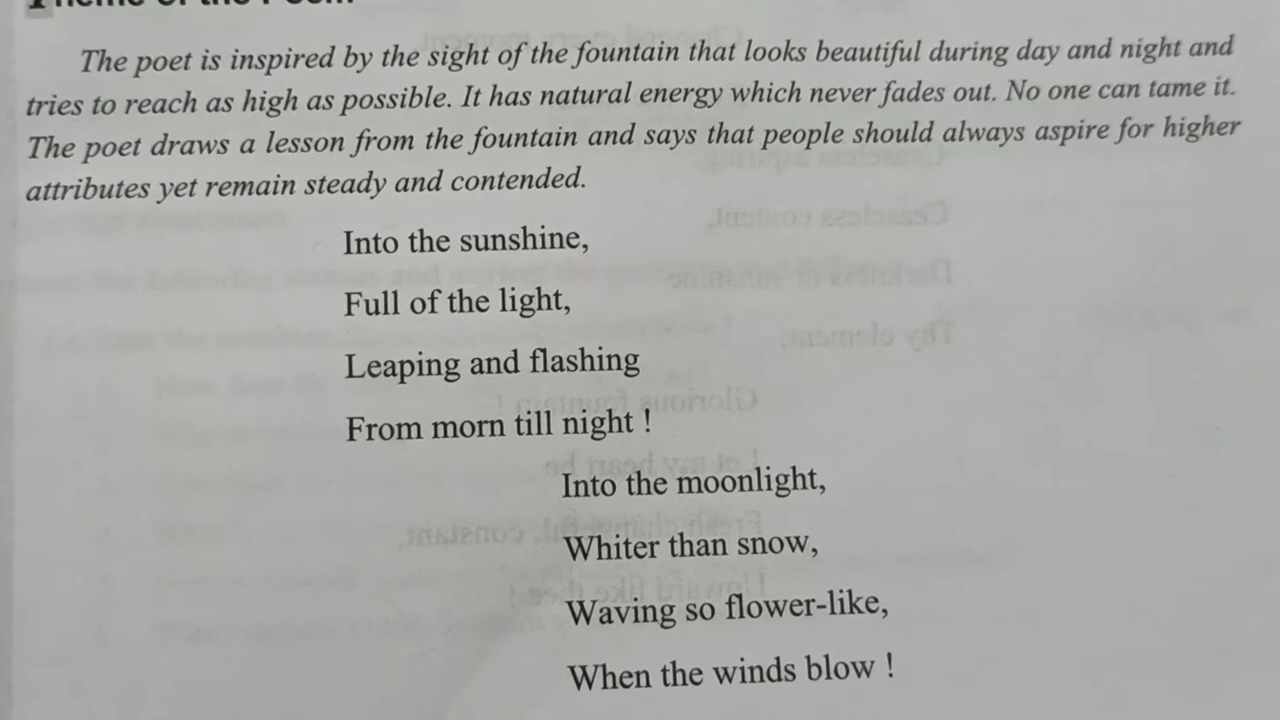 The poet is inspired by the sight of the fountain that looks beautiful during day and night and
tries to reach as high as possible. It has natural energy which never fades out. No one can tame it.
The poet draws a lesson from the fountain and says that people should always aspire for higher
attributes yet remain steady and contended.
Into the sunshine,
Full of the light,
Leaping and flashing
From morn till night !
Into the moonlight,
Whiter than snow,
Waving so flower-like,
When the winds blow !